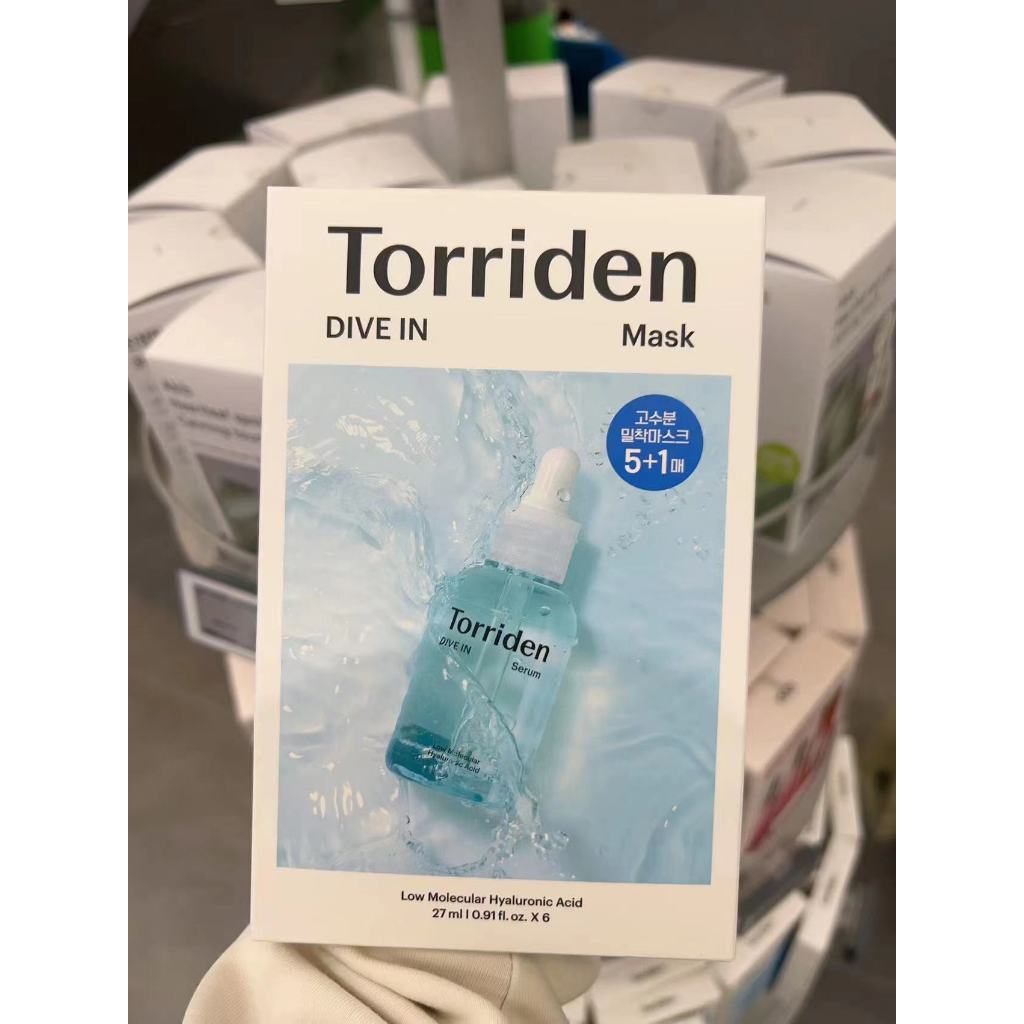 Torriden
DIVE IN Mask
고수분
밀착마스크
5+1매
Torriden
DIVE IN
Serum
Low Molecular
Hyaluronic Acid
Low Molecular Hyaluronic Acid
27 ml | 0.91 fl. oz. X 6